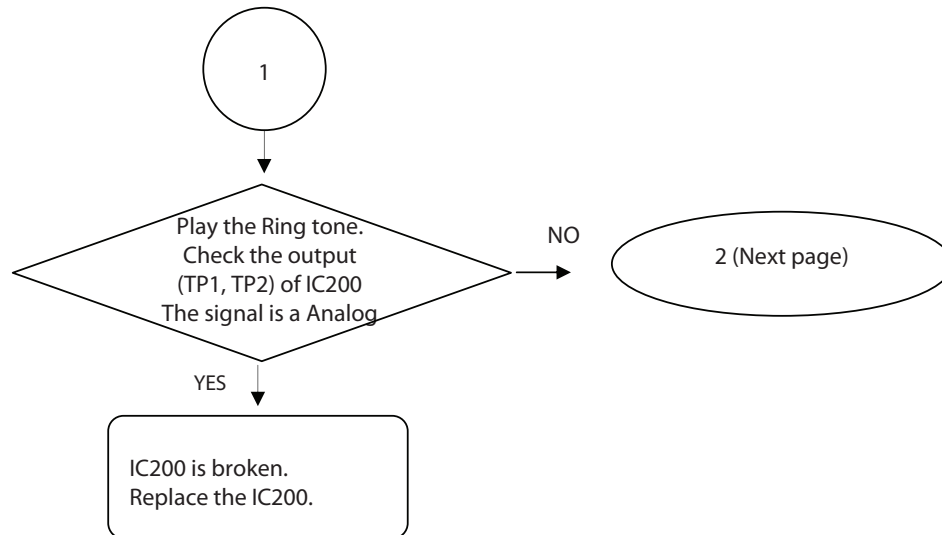 1
Play the Ring tone.
Check the output
(TP1, TP2) of IC200
The signal is a Analog
NO
2 (Next page)
YES
IC200 is broken.
Replace the IC200.